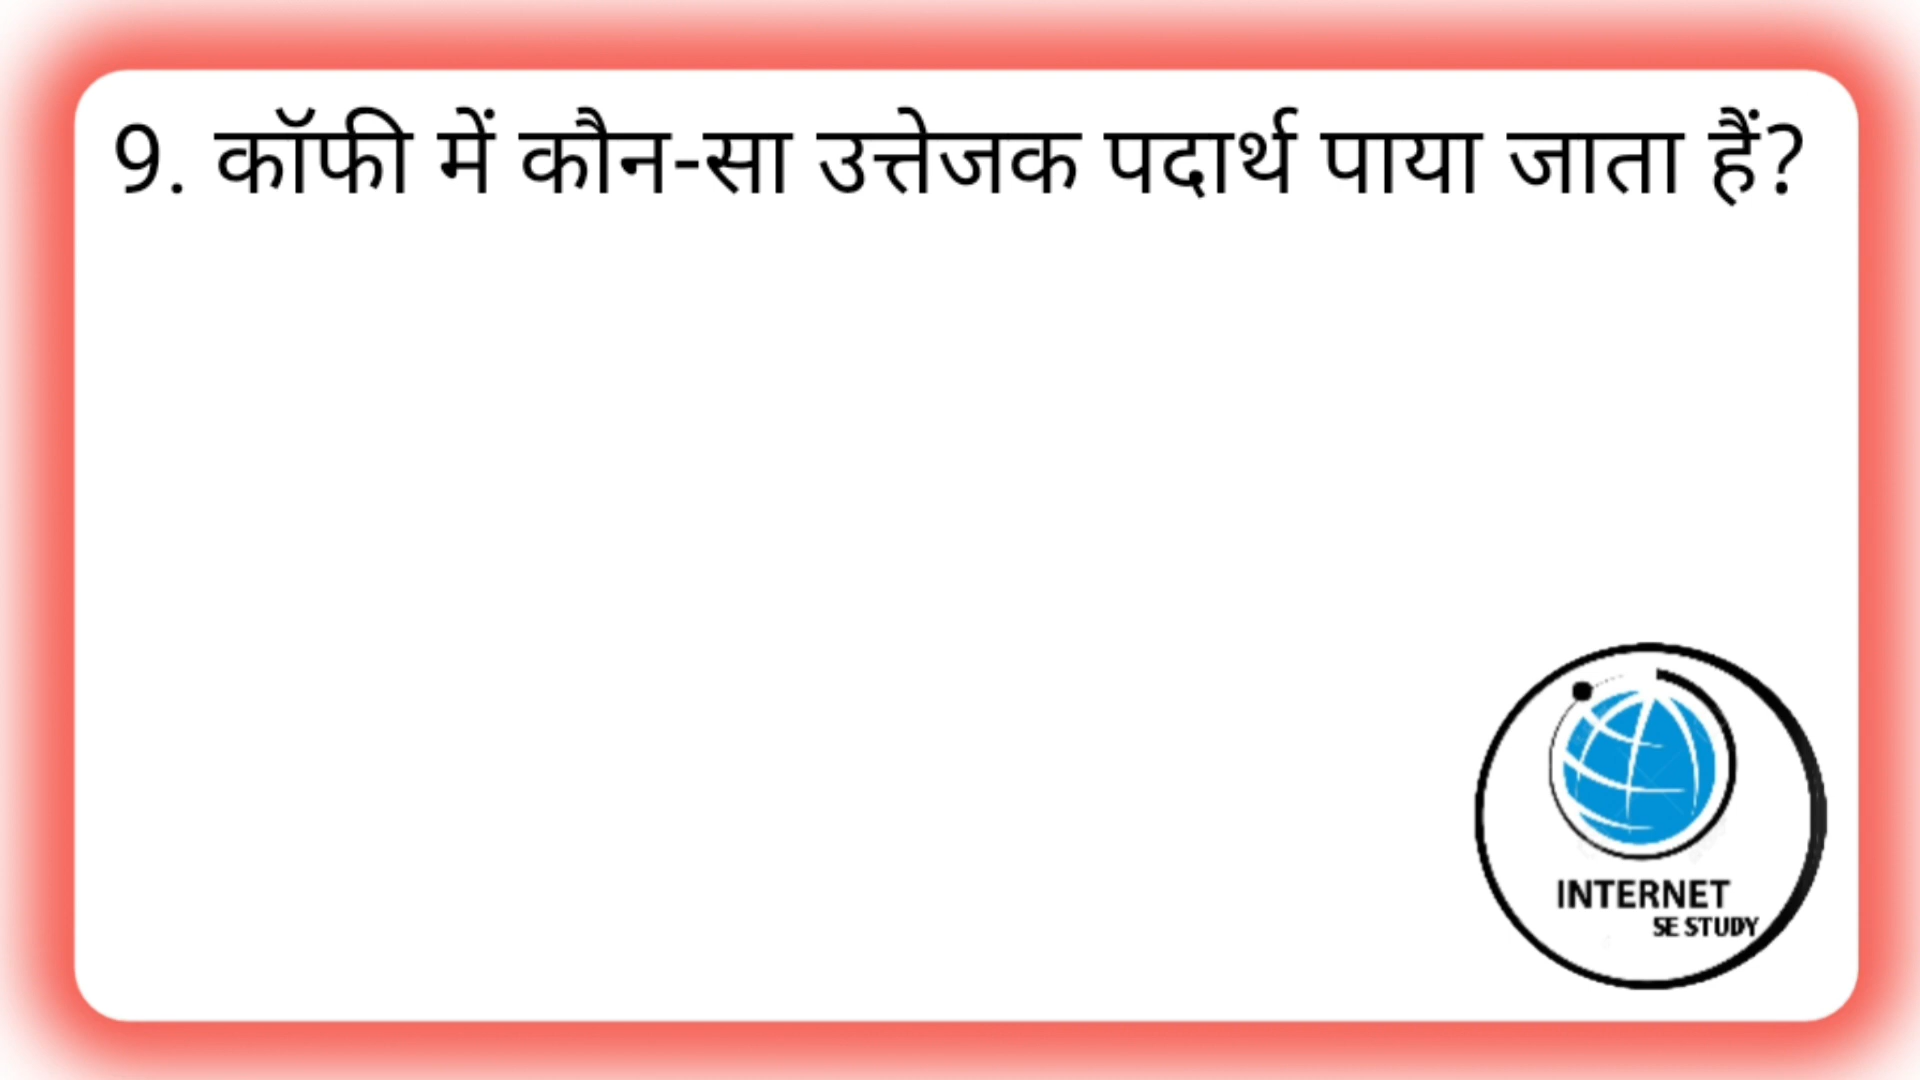 9. कॉफी में कौन-सा उत्तेजक पदार्थ पाया जाता हैं?
INTERNET
SE STUDY